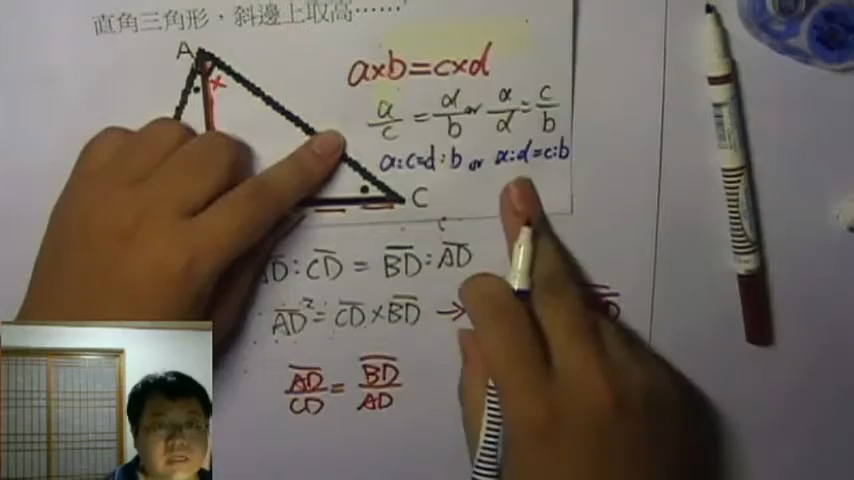 直角三角形，斜邊上取高……
A
x
a×b=c×d
a/c = d/b or a/d = c/b
a:c=d:b or a:d=c:b
C
AD:CD = BD:AD
AD² = CD×BD →
AD/CD = BD/AD